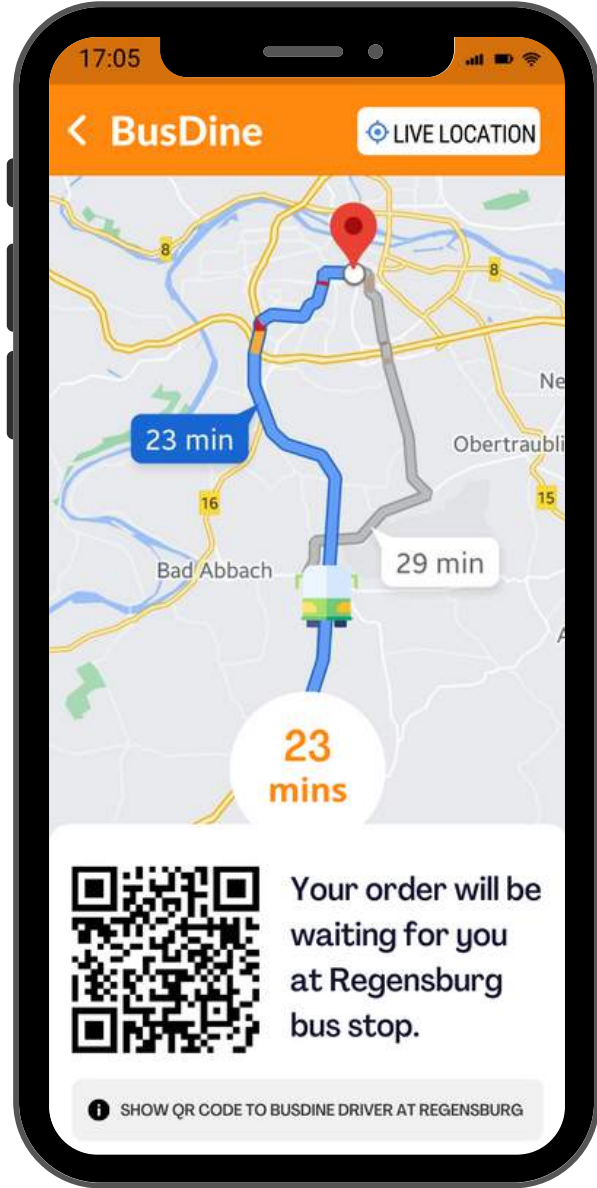 17:05
BusDine
LIVE LOCATION
8
8
Ne
23 min
Obertraubli
16
15
29 min
Bad Abbach
A
23
mins
Your order will be
waiting for you
at Regensburg
bus stop.
SHOW QR CODE TO BUSDINE DRIVER AT REGENSBURG